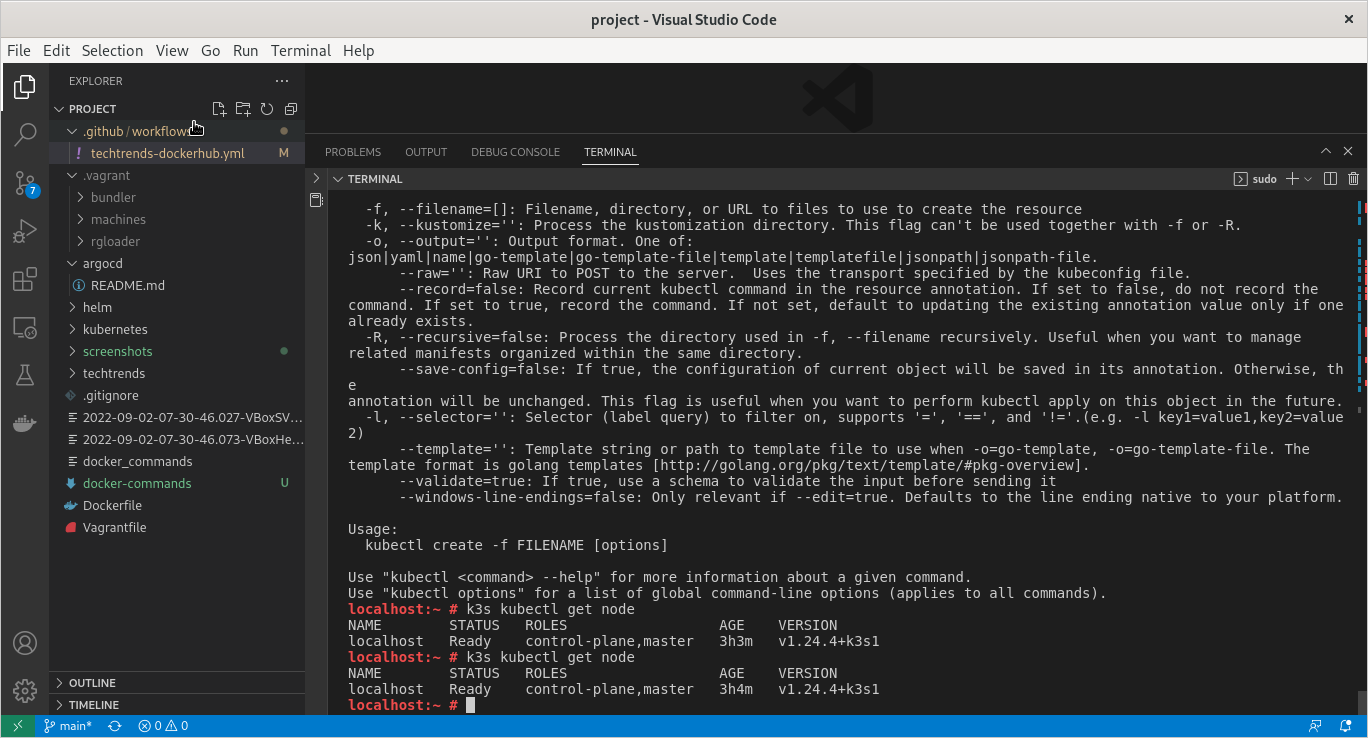 project - Visual Studio Code
File Edit Selection View Go Run Terminal Help
EXPLORER
PROJECT
.github / workflows
techtrends-dockerhub.yml M
.vagrant
bundler
machines
rgloader
argocd
README.md
helm
kubernetes
screenshots
techtrends
.gitignore
2022-09-02-07-30-46.027-VBoxSV...
2022-09-02-07-30-46.073-VBoxHe...
docker_commands
docker-commands U
Dockerfile
Vagrantfile
OUTLINE
TIMELINE
7
PROBLEMS OUTPUT DEBUG CONSOLE TERMINAL
TERMINAL
sudo
-f, --filename=[]: Filename, directory, or URL to files to use to create the resource
-k, --kustomize='': Process the kustomization directory. This flag can't be used together with -f or -R.
-o, --output='': Output format. One of:
json|yaml|name|go-template|go-template-file|template|templatefile|jsonpath|jsonpath-file.
--raw='': Raw URI to POST to the server.  Uses the transport specified by the kubeconfig file.
--record=false: Record current kubectl command in the resource annotation. If set to false, do not record the
command. If set to true, record the command. If not set, default to updating the existing annotation value only if one
already exists.
-R, --recursive=false: Process the directory used in -f, --filename recursively. Useful when you want to manage
related manifests organized within the same directory.
--save-config=false: If true, the configuration of current object will be saved in its annotation. Otherwise, th
e
annotation will be unchanged. This flag is useful when you want to perform kubectl apply on this object in the future.
-l, --selector='': Selector (label query) to filter on, supports '=', '==', and '!='.(e.g. -l key1=value1,key2=value
2)
--template='': Template string or path to template file to use when -o=go-template, -o=go-template-file. The
template format is golang templates [http://golang.org/pkg/text/template/#pkg-overview].
--validate=true: If true, use a schema to validate the input before sending it
--windows-line-endings=false: Only relevant if --edit=true. Defaults to the line ending native to your platform.
Usage:
kubectl create -f FILENAME [options]
Use "kubectl <command> --help" for more information about a given command.
Use "kubectl options" for a list of global command-line options (applies to all commands).
localhost:~ # k3s kubectl get node
NAME STATUS ROLES AGE VERSION
localhost Ready control-plane,master 3h3m v1.24.4+k3s1
localhost:~ # k3s kubectl get node
NAME STATUS ROLES AGE VERSION
localhost Ready control-plane,master 3h4m v1.24.4+k3s1
localhost:~ #
main* 0 0